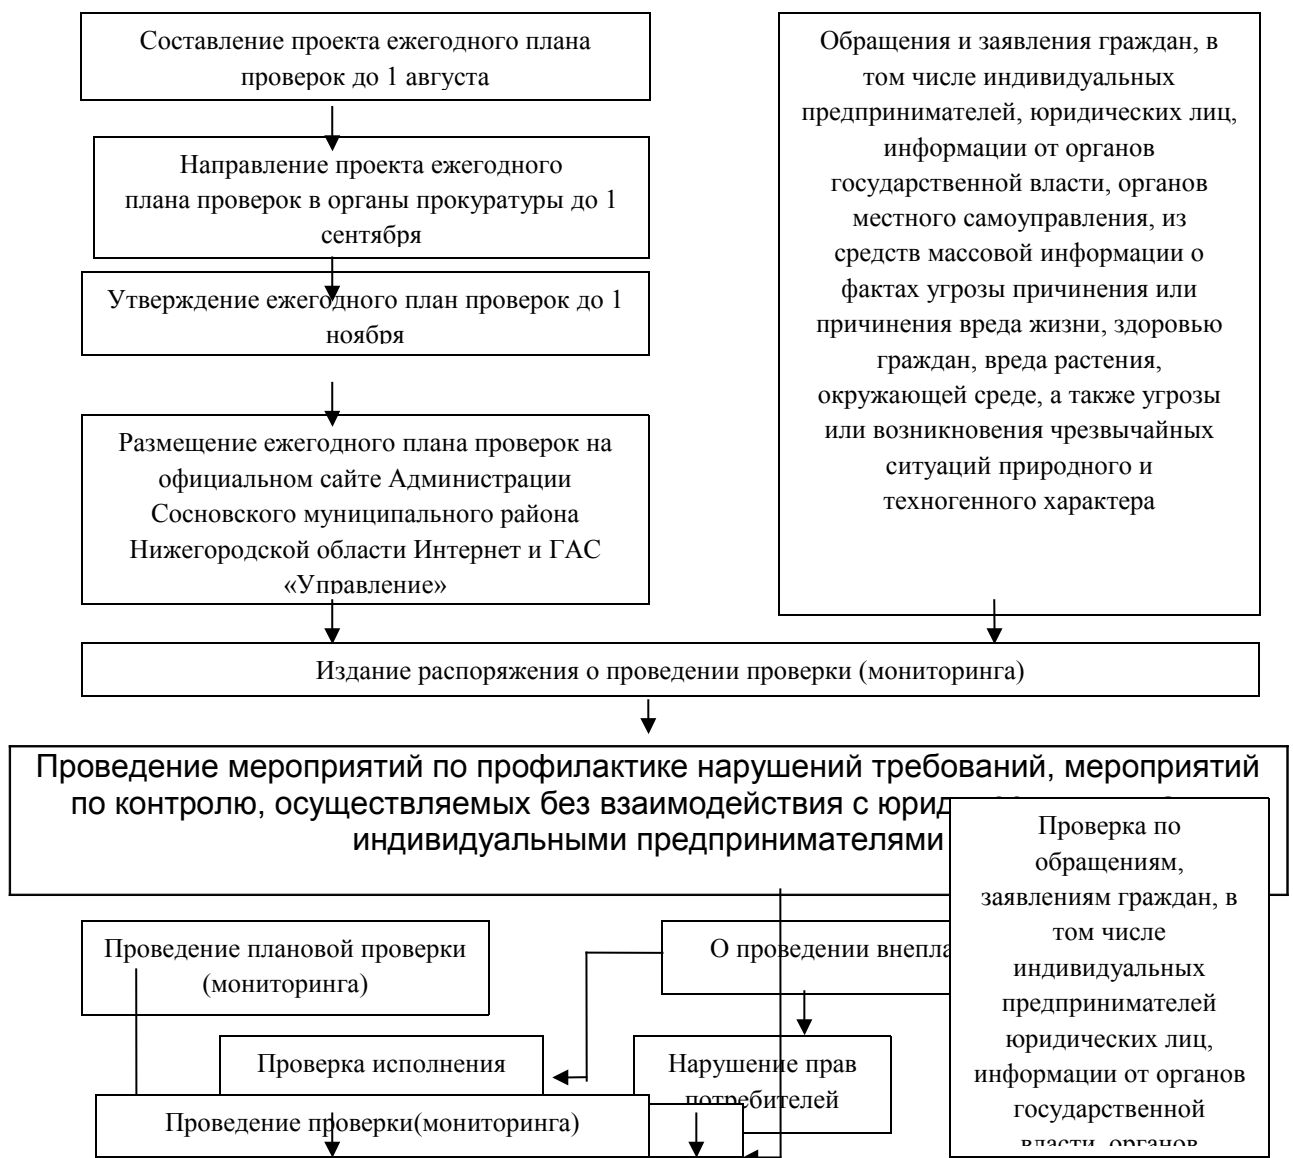 Составление проекта ежегодного плана
проверок до 1 августа
Направление проекта ежегодного
плана проверок в органы прокуратуры до 1
сентября
Утверждение ежегодного план проверок до 1
ноября
Размещение ежегодного плана проверок на
официальном сайте Администрации
Сосновского муниципального района
Нижегородской области Интернет и ГАС
«Управление»
Обращения и заявления граждан, в
том числе индивидуальных
предпринимателей, юридических лиц,
информации от органов
государственной власти, органов
местного самоуправления, из
средств массовой информации о
фактах угрозы причинения или
причинения вреда жизни, здоровью
граждан, вреда растения,
окружающей среде, а также угрозы
или возникновения чрезвычайных
ситуаций природного и
техногенного характера
Издание распоряжения о проведении проверки (мониторинга)
Проведение мероприятий по профилактике нарушений требований, мероприятий
по контролю, осуществляемых без взаимодействия с
индивидуальными предпринимателями
Проведение плановой проверки
(мониторинга)
О проведении
Проверка исполнения
Нарушение прав
потребителей
Проведение проверки(мониторинга)
Проверка по
обращениям,
заявлениям граждан, в
том числе
индивидуальных
предпринимателей
юридических лиц,
информации от органов
государственной
власти, органов